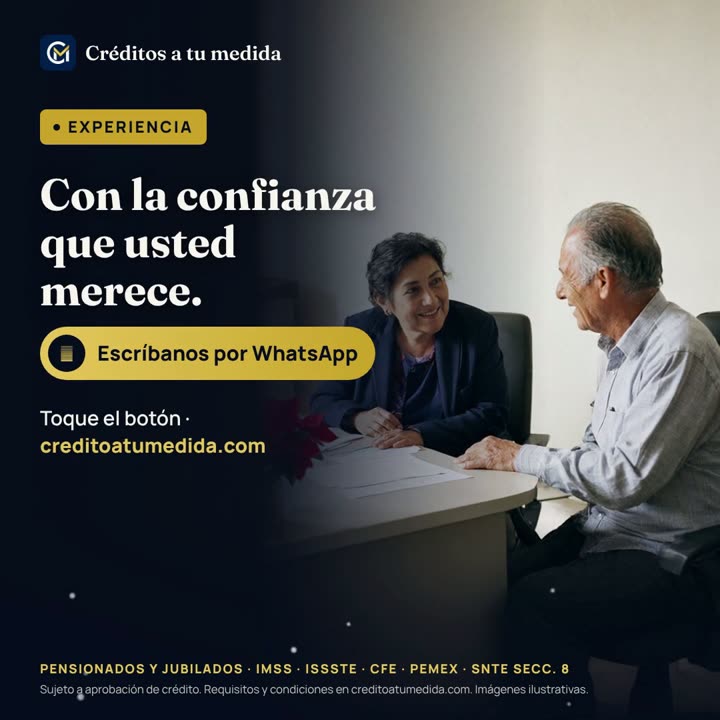 Créditos a tu medida
• EXPERIENCIA
Con la confianza
que usted
merece.
Escríbanos por WhatsApp
Toque el botón ·
creditoatumedida.com
PENSIONADOS Y JUBILADOS · IMSS · ISSSTE · CFE · PEMEX · SNTE SECC. 8
Sujeto a aprobación de crédito. Requisitos y condiciones en creditoatumedida.com. Imágenes ilustrativas.